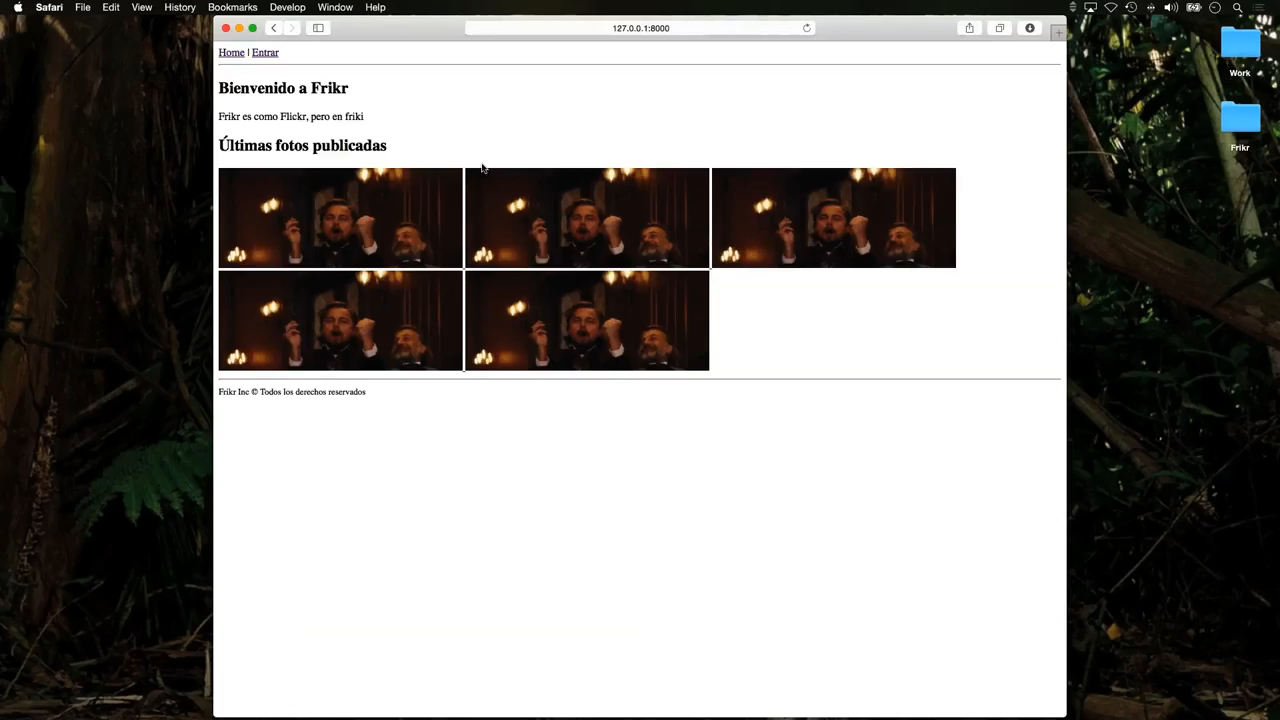 Safari File Edit View History Bookmarks Develop Window Help
127.0.0.1:8000
Home | Entrar
Bienvenido a Frikr
Frikr es como Flickr, pero en friki
Últimas fotos publicadas
Frikr Inc © Todos los derechos reservados
Work
Frikr